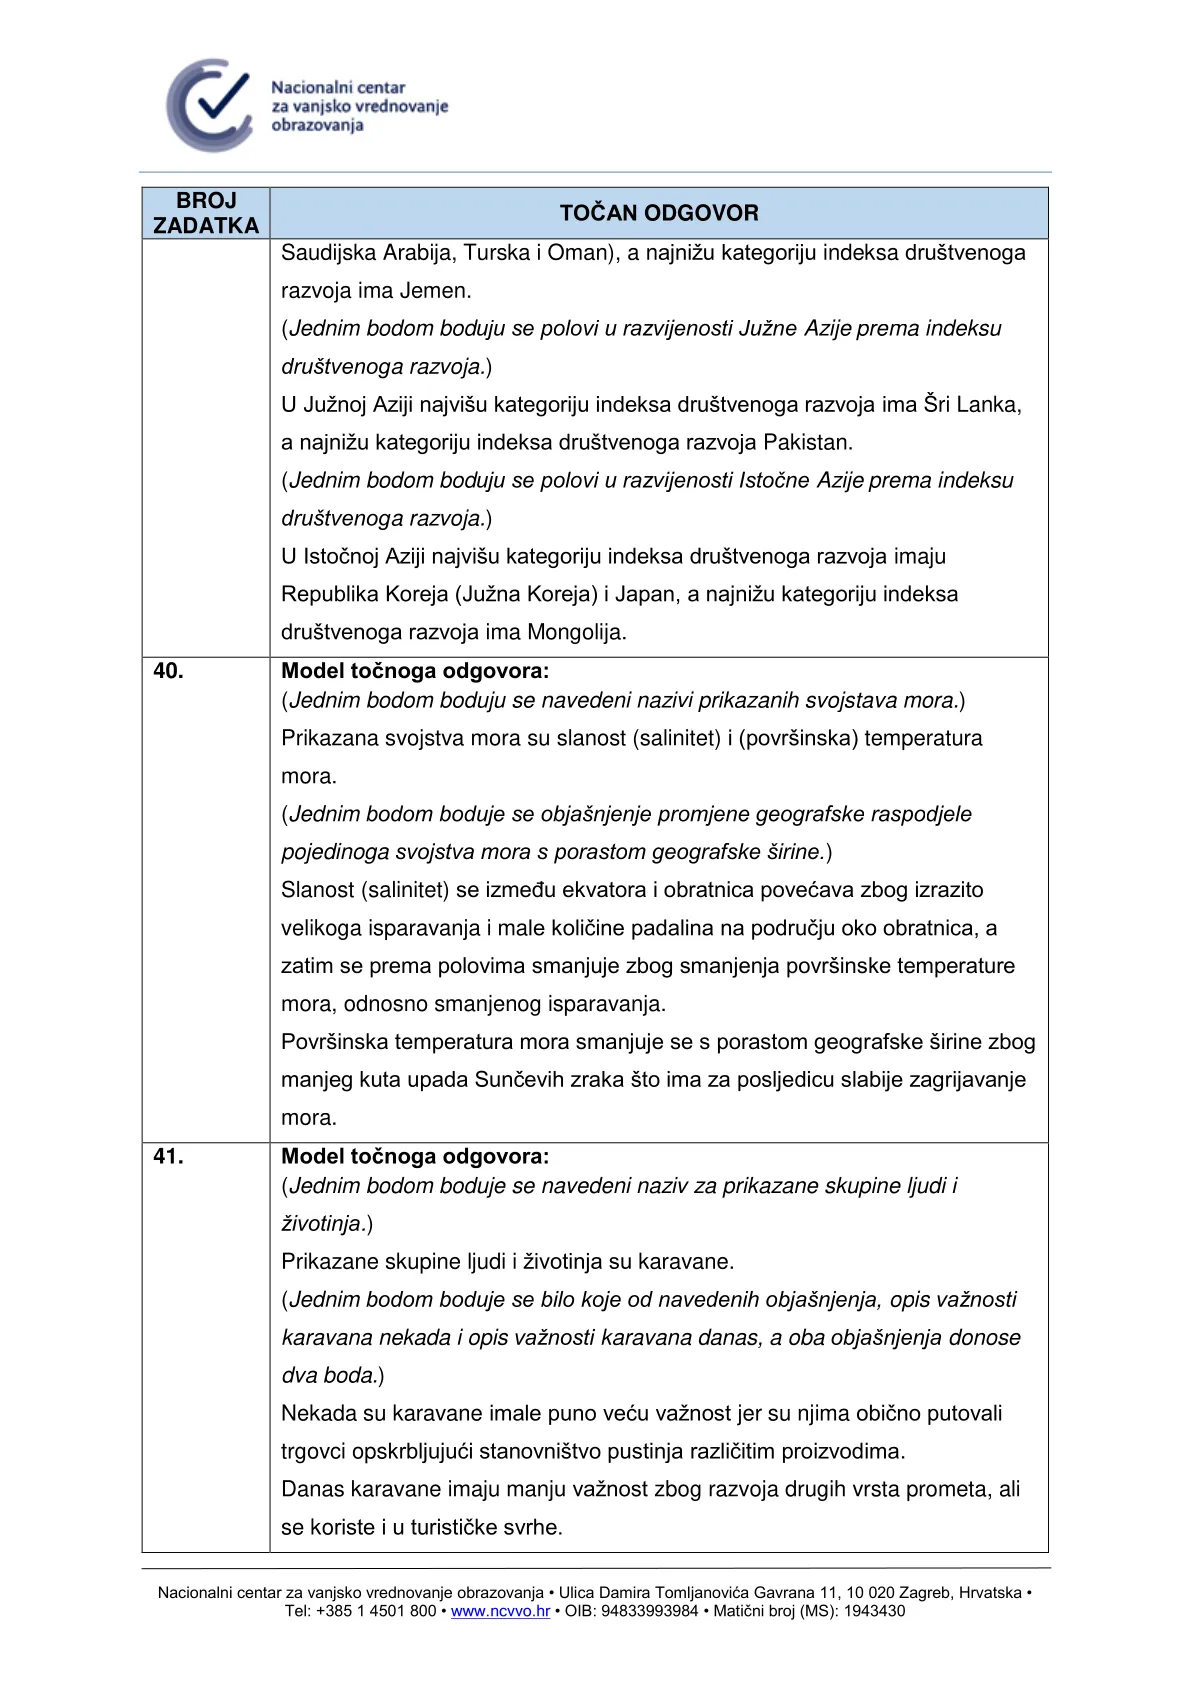 Nacionalni centar
za vanjsko vrednovanje
obrazovanja
BROJ
ZADATKA
TOČAN ODGOVOR
Saudijska Arabija, Turska i Oman), a najnižu kategoriju indeksa društvenoga
razvoja ima Jemen.
(Jednim bodom boduju se polovi u razvijenosti Južne Azije prema indeksu
društvenoga razvoja.)
U Južnoj Aziji najvišu kategoriju indeksa društvenoga razvoja ima Šri Lanka,
a najnižu kategoriju indeksa društvenoga razvoja Pakistan.
(Jednim bodom boduju se polovi u razvijenosti Istočne Azije prema indeksu
društvenoga razvoja.)
U Istočnoj Aziji najvišu kategoriju indeksa društvenoga razvoja imaju
Republika Koreja (Južna Koreja) i Japan, a najnižu kategoriju indeksa
društvenoga razvoja ima Mongolija.
40.
Model točnoga odgovora:
(Jednim bodom boduju se navedeni nazivi prikazanih svojstava mora.)
Prikazana svojstva mora su slanost (salinitet) i (površinska) temperatura
mora.
(Jednim bodom boduje se objašnjenje promjene geografske raspodjele
pojedinoga svojstva mora s porastom geografske širine.)
Slanost (salinitet) se između ekvatora i obratnica povećava zbog izrazito
velikoga isparavanja i male količine padalina na području oko obratnica, a
zatim se prema polovima smanjuje zbog smanjenja površinske temperature
mora, odnosno smanjenog isparavanja.
Površinska temperatura mora smanjuje se s porastom geografske širine zbog
manjeg kuta upada Sunčevih zraka što ima za posljedicu slabije zagrijavanje
mora.
41.
Model točnoga odgovora:
(Jednim bodom boduje se navedeni naziv za prikazane skupine ljudi i
životinja.)
Prikazane skupine ljudi i životinja su karavane.
(Jednim bodom boduje se bilo koje od navedenih objašnjenja, opis važnosti
karavana nekada i opis važnosti karavana danas, a oba objašnjenja donose
dva boda.)
Nekada su karavane imale puno veću važnost jer su njima obično putovali
trgovci opskrbljujući stanovništvo pustinja različitim proizvodima.
Danas karavane imaju manju važnost zbog razvoja drugih vrsta prometa, ali
se koriste i u turističke svrhe.
Nacionalni centar za vanjsko vrednovanje obrazovanja • Ulica Damira Tomljanovića Gavrana 11, 10 020 Zagreb, Hrvatska •
Tel: +385 1 4501 800 • www.ncvvo.hr • OIB: 94833993984 • Matični broj (MS): 1943430